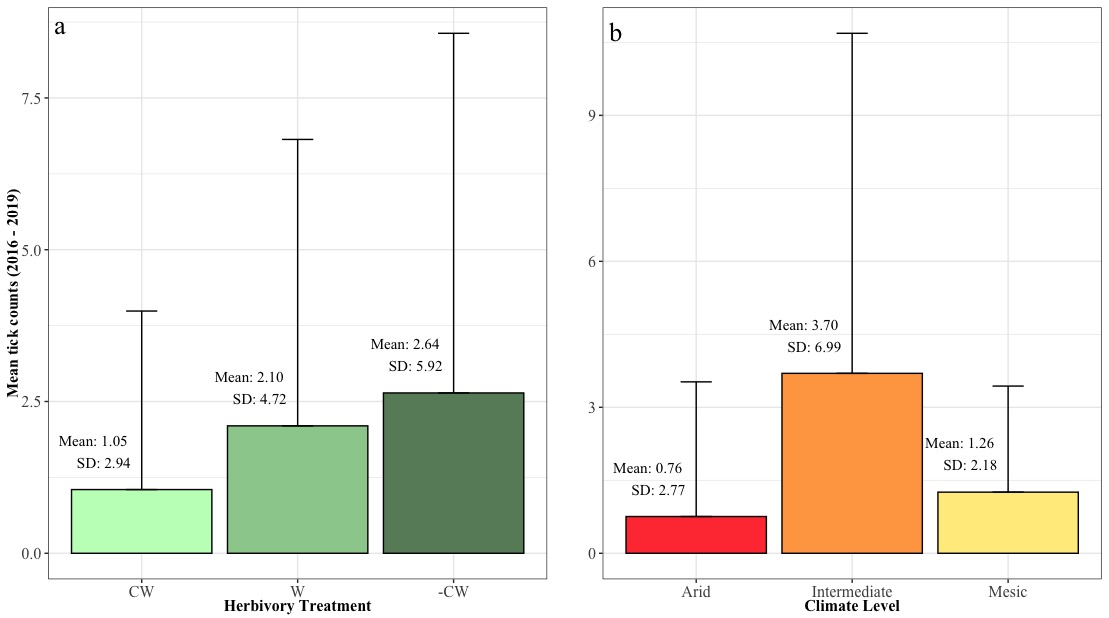 a
Mean tick counts (2016 - 2019)
7.5
5.0
2.5
0.0
Mean: 1.05
SD: 2.94
Mean: 2.10
SD: 4.72
Mean: 2.64
SD: 5.92
CW
W
-CW
Herbivory Treatment
b
9
6
3
0
Mean: 0.76
SD: 2.77
Mean: 3.70
SD: 6.99
Mean: 1.26
SD: 2.18
Arid
Intermediate
Mesic
Climate Level